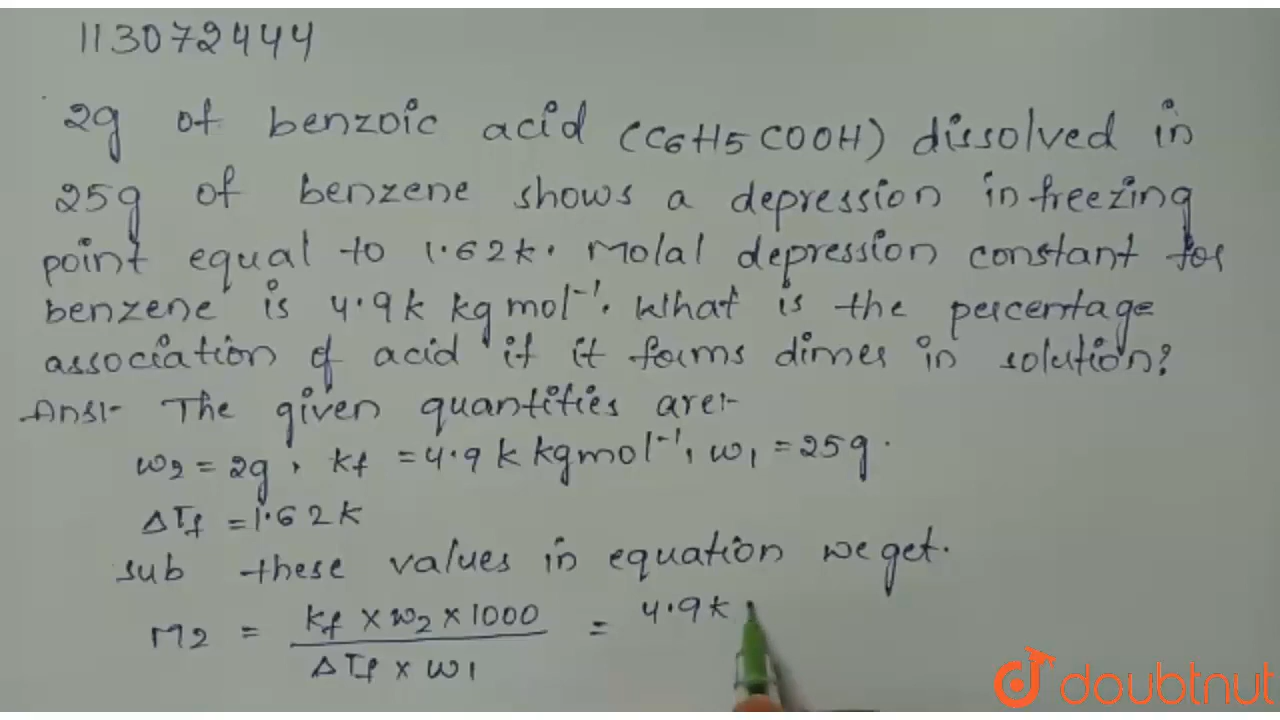 113072444
2g of benzoic acid (C6H5COOH) dissolved in
25g of benzene shows a depression in freezing
point equal to 1.62k. Molal depression constant for
benzene is 4.9k kg mol-1. What is the percentage
association of acid if it forms dimer in solution?
Ans:- The given quantities are:-
w2 = 2g, kf = 4.9k kg mol-1, w1 = 25g.
ΔTf = 1.62k
sub these values in equation we get.
M2 = kf × w2 × 1000 / ΔTf × w1 = 4.9k
doubtnut